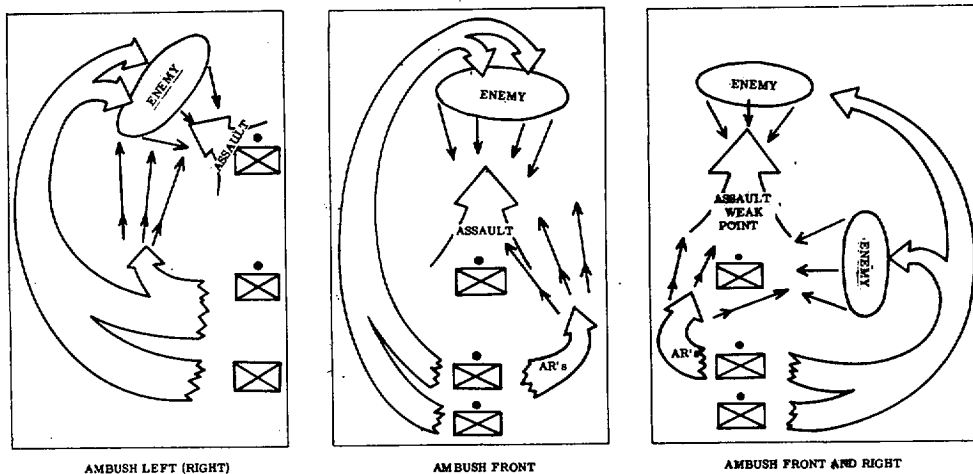 ENEMY
ASSAULT
AMBUSH LEFT (RIGHT)
ENEMY
ASSAULT
AR's
AMBUSH FRONT
ENEMY
ASSAULT
WEAK
POINT
ENEMY
AR's
AMBUSH FRONT AND RIGHT